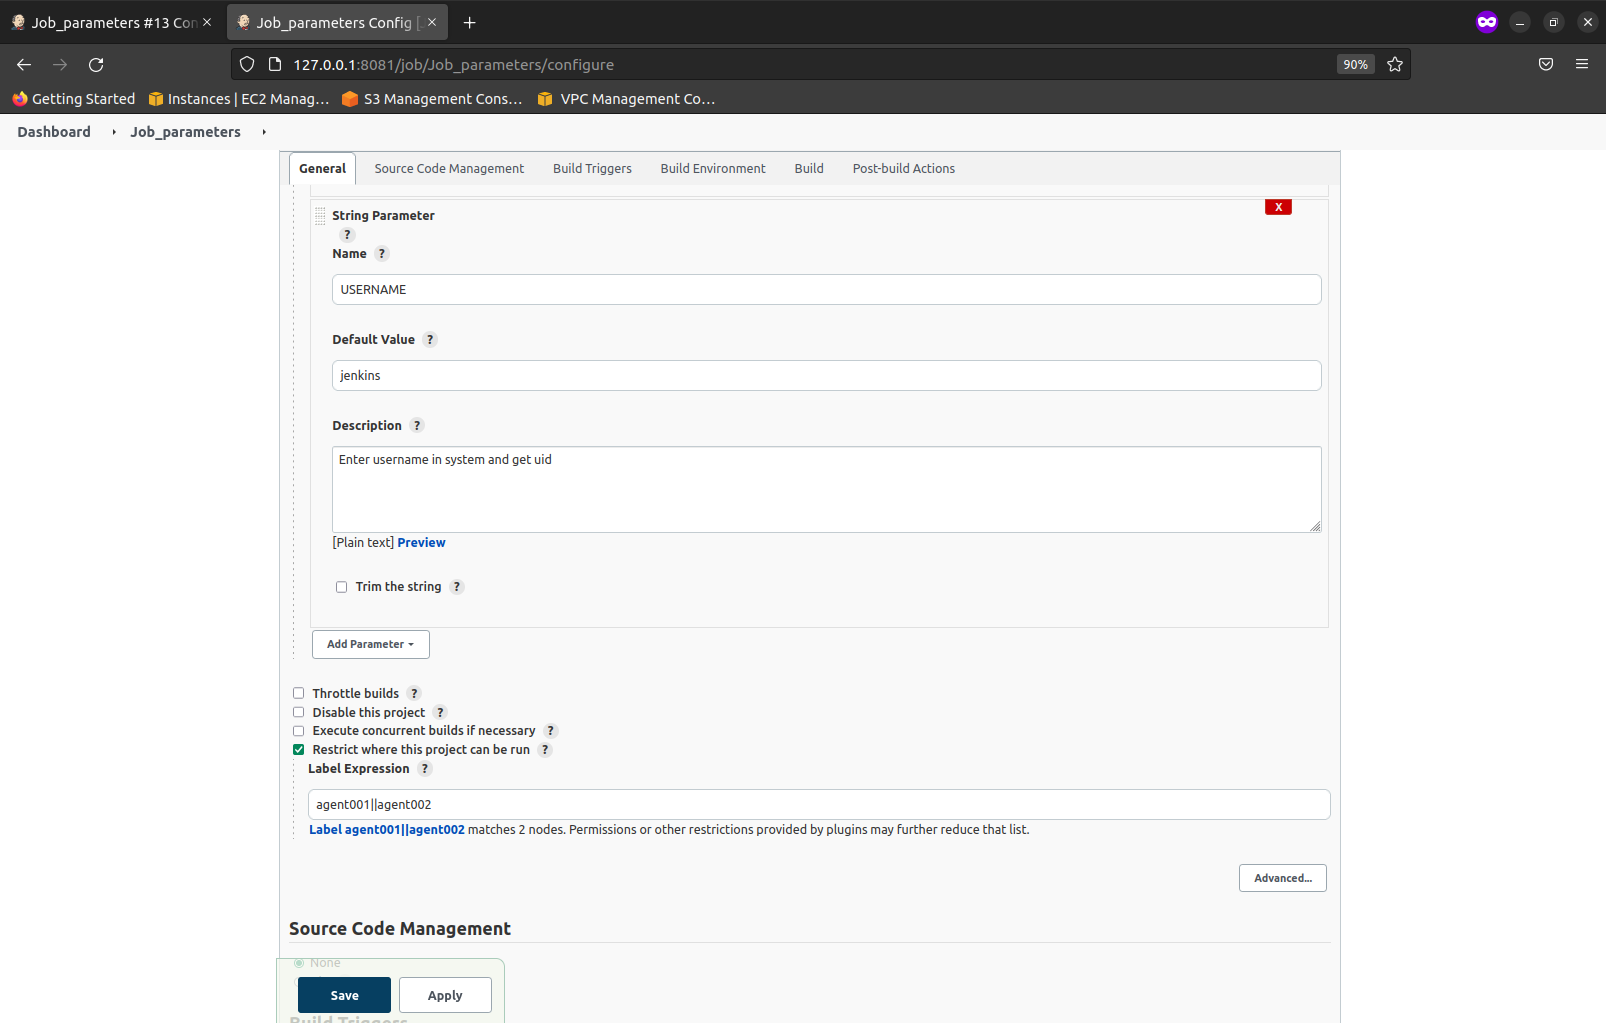 Job_parameters #13 Con
Job_parameters Config [
127.0.0.1:8081/job/Job_parameters/configure
90%
Getting Started
Instances | EC2 Manag...
S3 Management Cons...
VPC Management Co...
Dashboard
Job_parameters
General
Source Code Management
Build Triggers
Build Environment
Build
Post-build Actions
String Parameter
X
?
Name ?
USERNAME
Default Value ?
jenkins
Description ?
Enter username in system and get uid
[Plain text] Preview
Trim the string ?
Add Parameter
Throttle builds ?
Disable this project ?
Execute concurrent builds if necessary ?
Restrict where this project can be run ?
Label Expression ?
agent001||agent002
Label agent001||agent002 matches 2 nodes. Permissions or other restrictions provided by plugins may further reduce that list.
Advanced...
Source Code Management
None
Save
Apply
Build Triggers